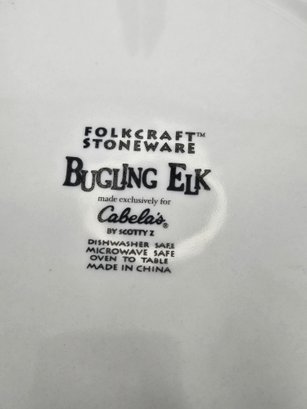 FOLKCRAFT™
STONEWARE
BUGLING ELK
made exclusively for
Cabela's®
BY SCOTTY Z
DISHWASHER SAFE
MICROWAVE SAFE
OVEN TO TABLE
MADE IN CHINA